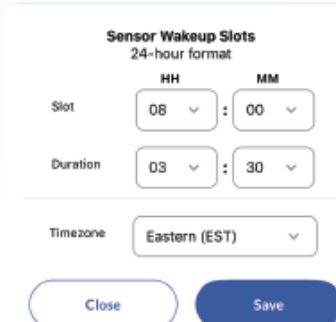 Sensor Wakeup Slots
24-hour format
HH MM
Slot 08 : 00
Duration 03 : 30
Timezone Eastern (EST)
Close Save